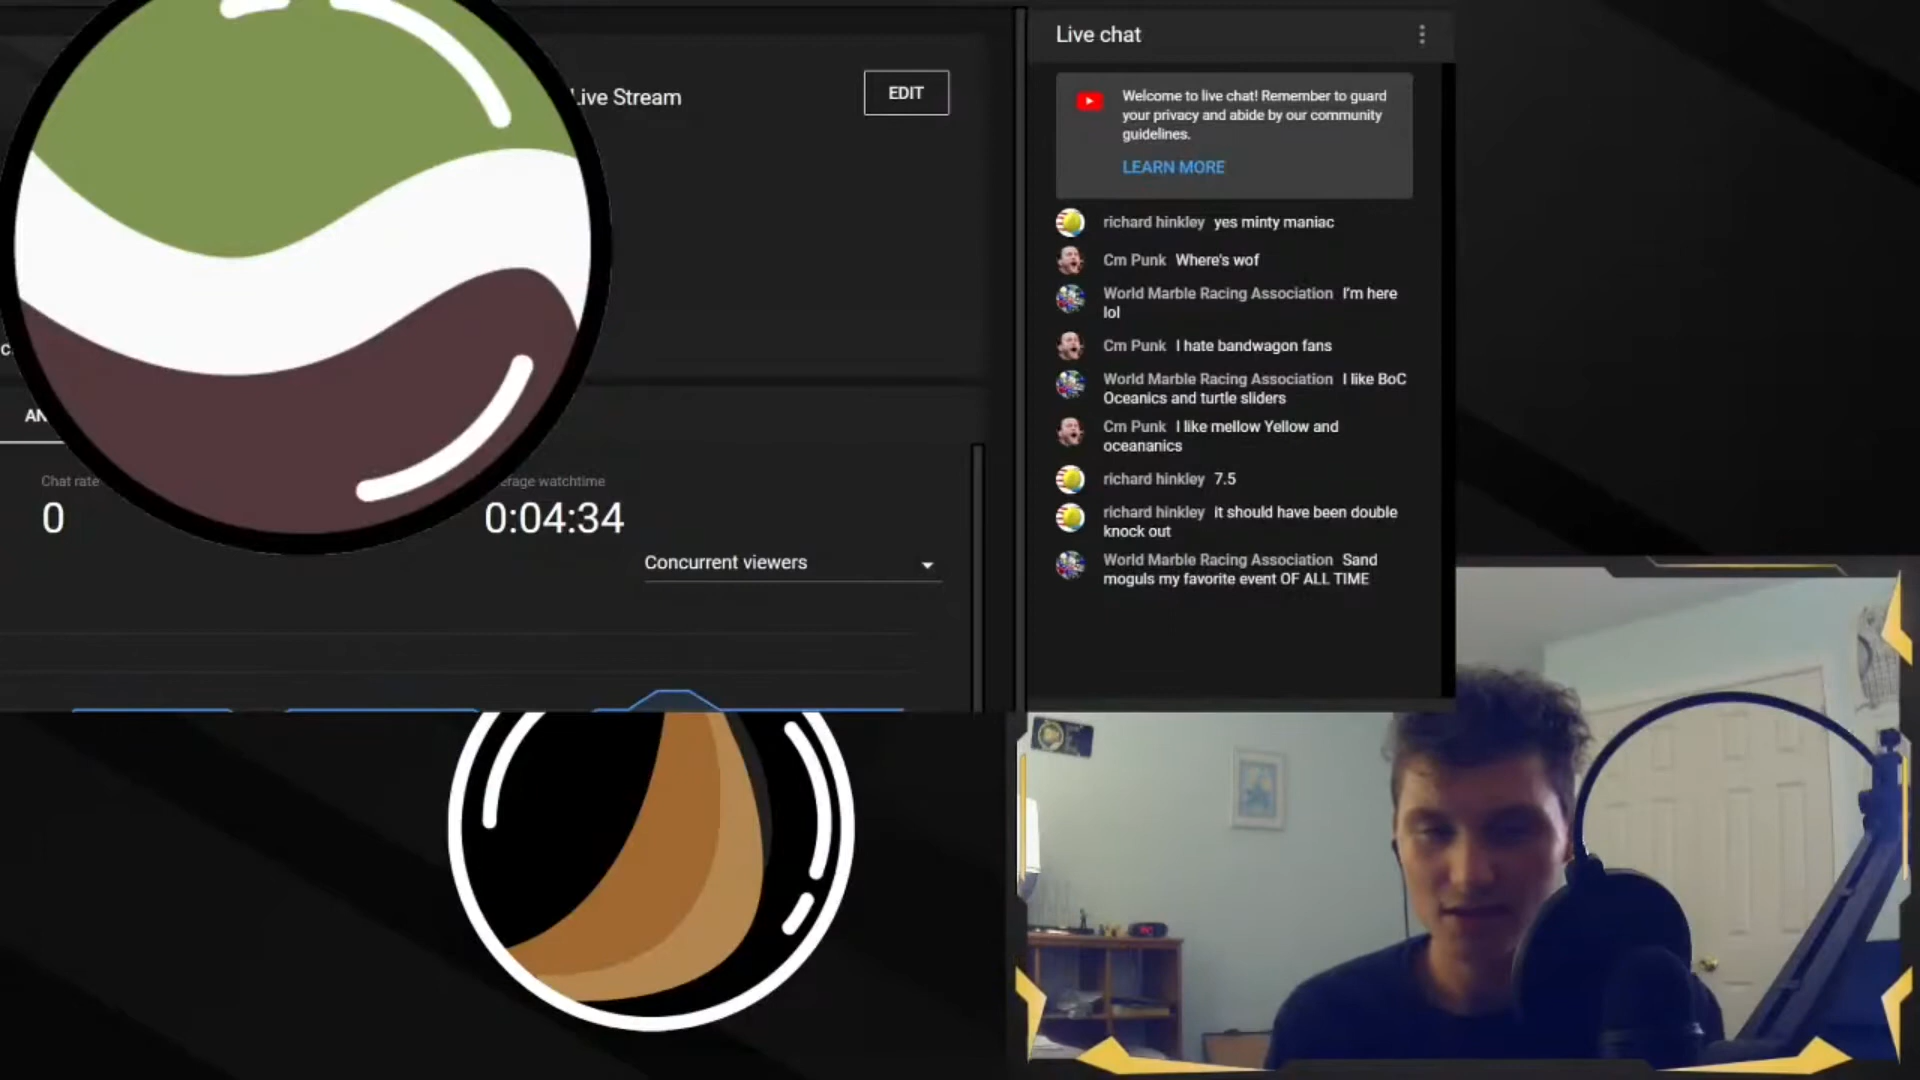 Live Stream
EDIT
AN
Chat rate
0
erage watchtime
0:04:34
Concurrent viewers
Live chat
Welcome to live chat! Remember to guard
your privacy and abide by our community
guidelines.
LEARN MORE
richard hinkley yes minty maniac
Cm Punk Where's wof
World Marble Racing Association I'm here
lol
Cm Punk I hate bandwagon fans
World Marble Racing Association I like BoC
Oceanics and turtle sliders
Cm Punk I like mellow Yellow and
oceananics
richard hinkley 7.5
richard hinkley it should have been double
knock out
World Marble Racing Association Sand
moguls my favorite event OF ALL TIME